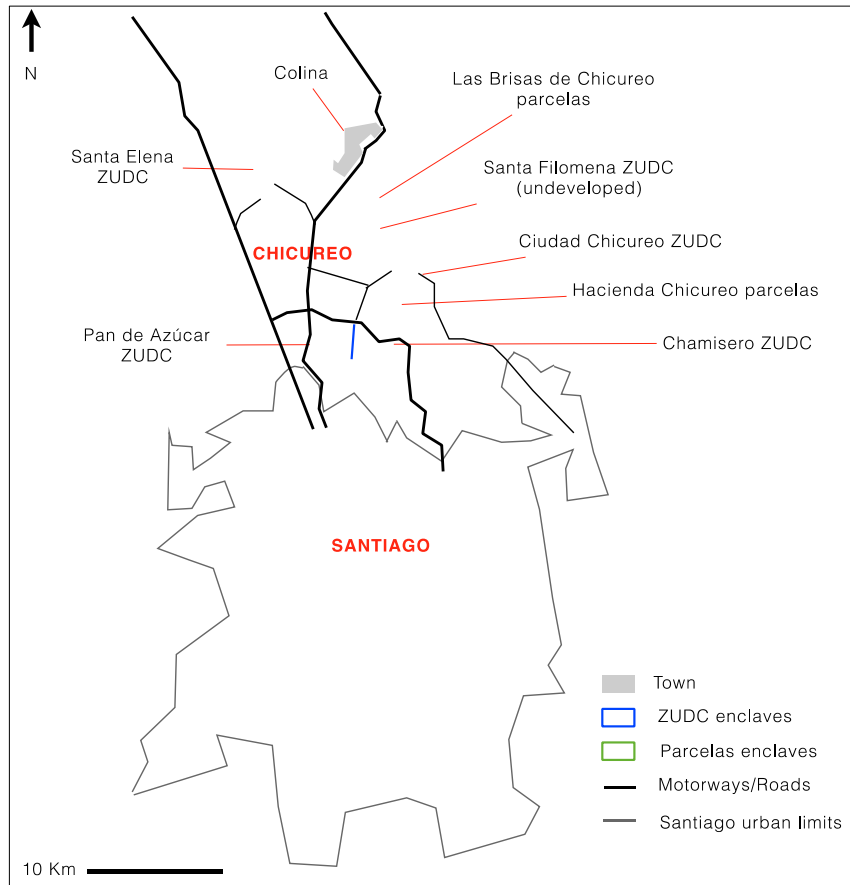 N
Colina
Las Brisas de Chicureo
parcelas
Santa Elena
ZUDC
Santa Filomena ZUDC
(undeveloped)
CHICUREO
Ciudad Chicureo ZUDC
Hacienda Chicureo parcelas
Pan de Azúcar
ZUDC
Chamisero ZUDC
SANTIAGO
Town
ZUDC enclaves
Parcelas enclaves
Motorways/Roads
Santiago urban limits
10 Km